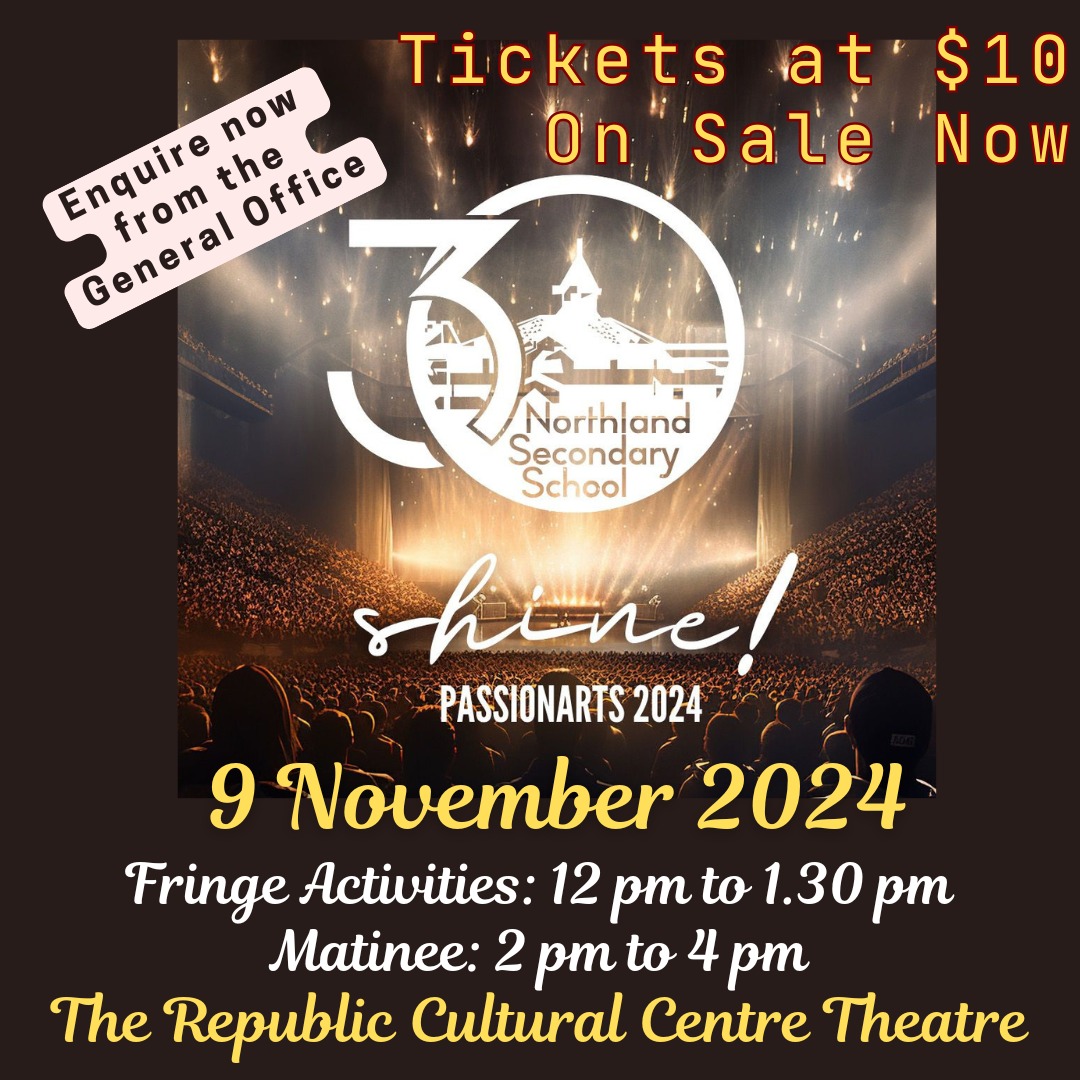 Tickets at $10
On Sale Now
Enquire now
from the
General Office
30
Northland
Secondary
School
shine!
PASSIONARTS 2024
9 November 2024
Fringe Activities: 12 pm to 1.30 pm
Matinee: 2 pm to 4 pm
The Republic Cultural Centre Theatre